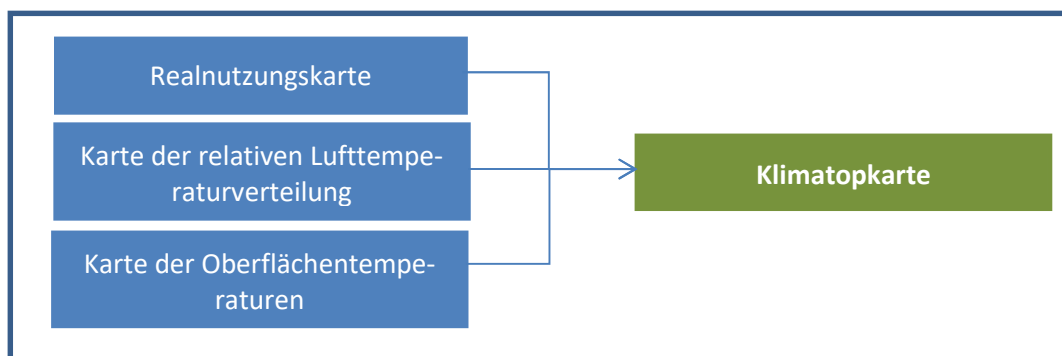 Realnutzungskarte
Karte der relativen Lufttempe-
raturverteilung
Klimatopkarte
Karte der Oberflächentempe-
raturen